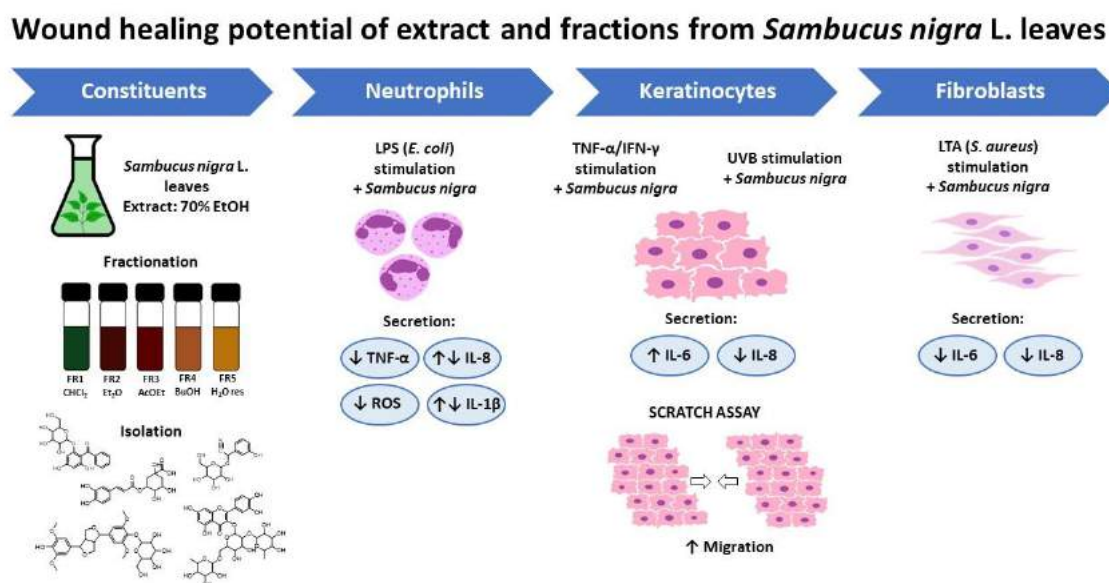 Wound healing potential of extract and fractions from Sambucus nigra L. leaves
Constituents
Sambucus nigra L.
leaves
Extract: 70% EtOH
Fractionation
FR1
CHCl₂
FR2
Et₂O
FR3
AcOEt
FR4
BuOH
FR5
H₂O res
Isolation
Neutrophils
LPS (E. coli)
stimulation
+ Sambucus nigra
Secretion:
↓ TNF-α
↑↓ IL-8
↓ ROS
↑↓ IL-1β
Keratinocytes
TNF-α/IFN-γ
stimulation
+ Sambucus nigra
UVB stimulation
+ Sambucus nigra
Secretion:
↑ IL-6
↓ IL-8
SCRATCH ASSAY
↑ Migration
Fibroblasts
LTA (S. aureus)
stimulation
+ Sambucus nigra
Secretion:
↓ IL-6
↓ IL-8